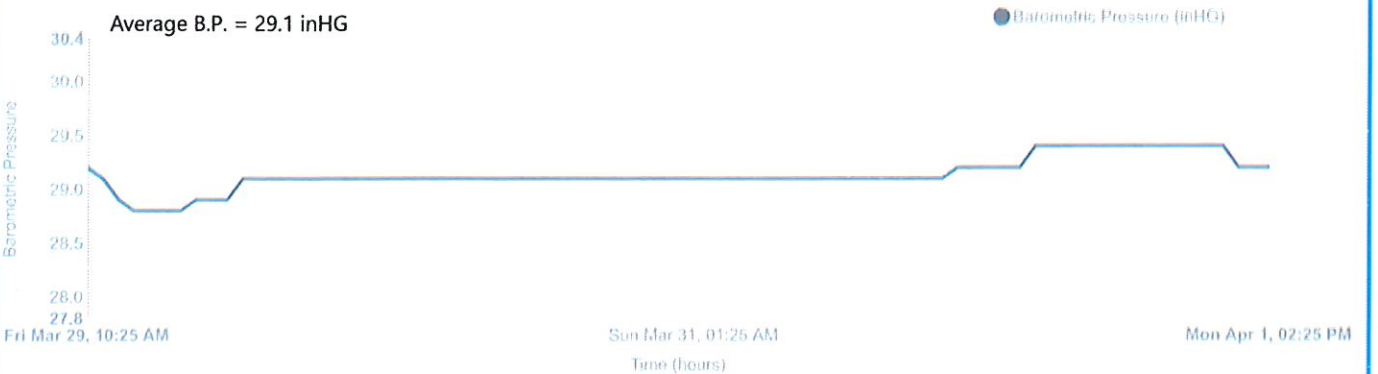 Average B.P. = 29.1 inHG
Barometric Pressure (inHG)
30.4
30.0
29.5
29.0
28.5
28.0
27.8
Barometric Pressure
Fri Mar 29, 10:25 AM
Sun Mar 31, 01:25 AM
Mon Apr 1, 02:25 PM
Time (hours)